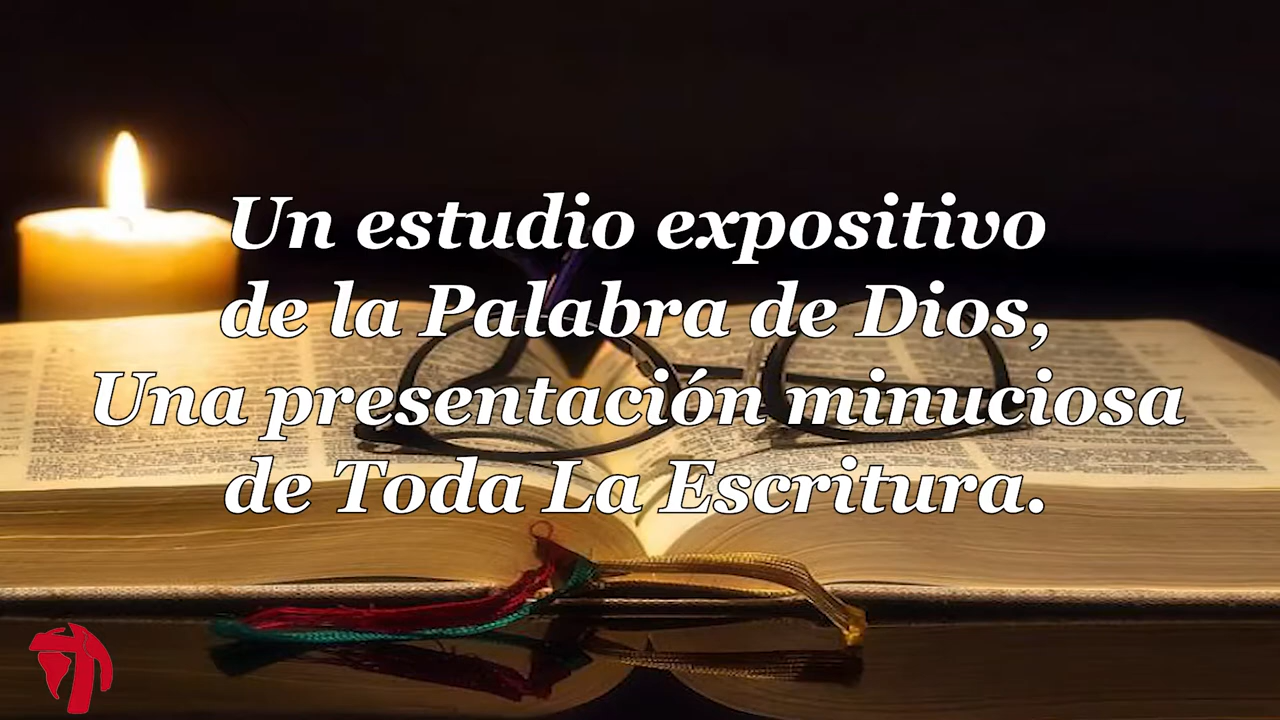 Un estudio expositivo
de la Palabra de Dios,
Una presentación minuciosa
de Toda La Escritura.